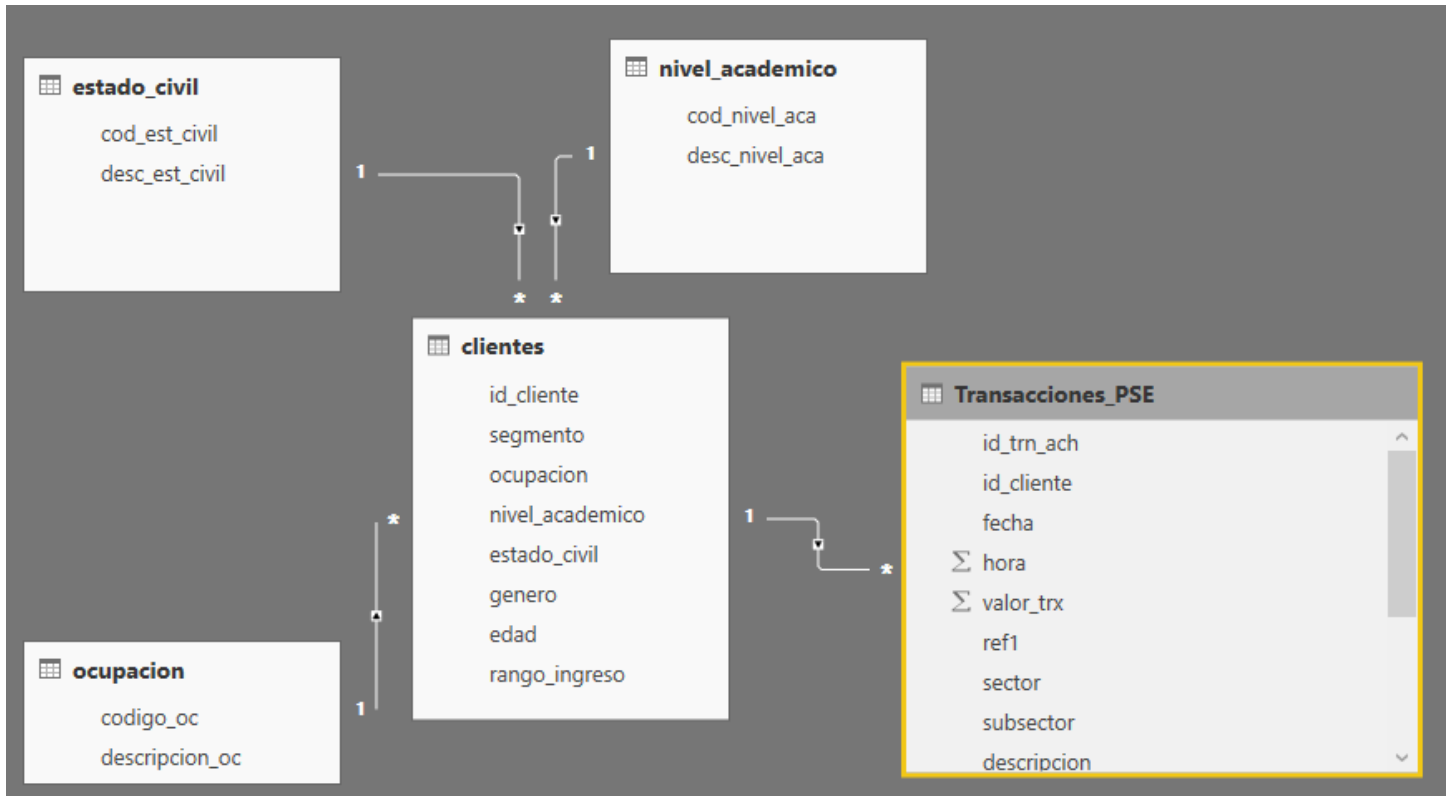 estado_civil
cod_est_civil
desc_est_civil
nivel_academico
cod_nivel_aca
desc_nivel_aca
1
1
*
*
clientes
id_cliente
segmento
ocupacion
nivel_academico
estado_civil
genero
edad
rango_ingreso
1
*
Transacciones_PSE
id_trn_ach
id_cliente
fecha
∑ hora
∑ valor_trx
ref1
sector
subsector
descripcion
*
1
ocupacion
codigo_oc
descripcion_oc